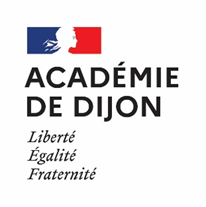 ACADÉMIE
DE DIJON
Liberté
Égalité
Fraternité